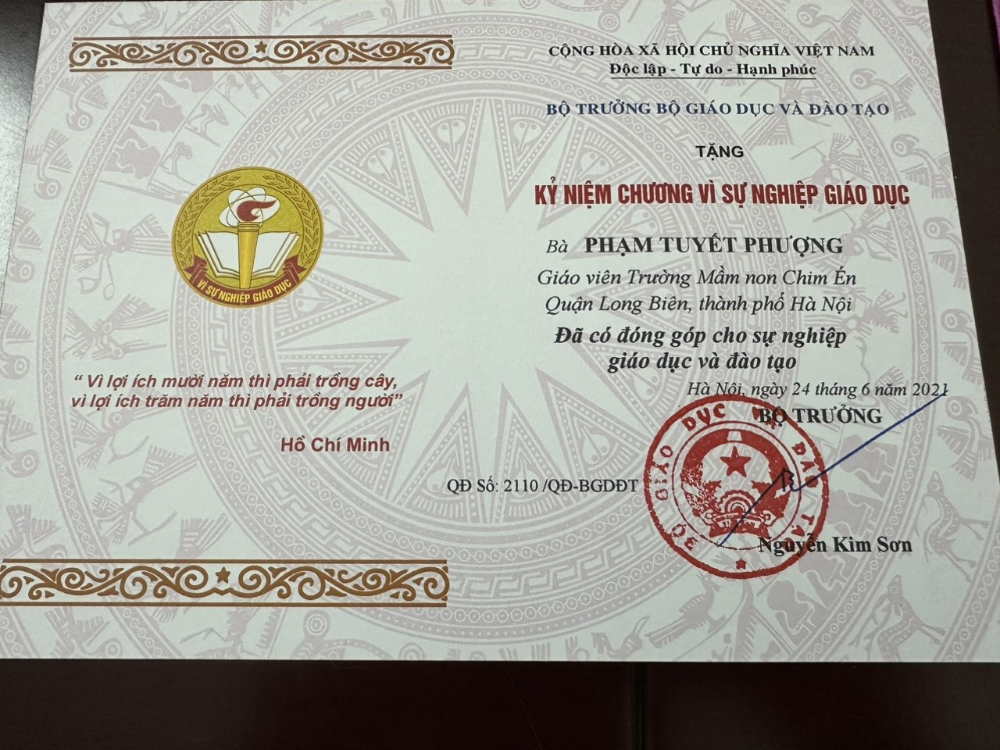 CỘNG HÒA XÃ HỘI CHỦ NGHĨA VIỆT NAM
Độc lập - Tự do - Hạnh phúc
BỘ TRƯỞNG BỘ GIÁO DỤC VÀ ĐÀO TẠO
TẶNG
KỶ NIỆM CHƯƠNG VÌ SỰ NGHIỆP GIÁO DỤC
Bà PHẠM TUYẾT PHƯỢNG
Giáo viên Trường Mầm non Chim Én
Quận Long Biên, thành phố Hà Nội
Đã có đóng góp cho sự nghiệp
giáo dục và đào tạo
Hà Nội, ngày 24 tháng 6 năm 2021
BỘ TRƯỞNG
BỘ GIÁO DỤC VÀ ĐÀO TẠO
Nguyễn Kim Sơn
QĐ Số: 2110 /QĐ-BGDĐT
VÌ SỰ NGHIỆP GIÁO DỤC
“ Vì lợi ích mười năm thì phải trồng cây,
vì lợi ích trăm năm thì phải trồng người”
Hồ Chí Minh